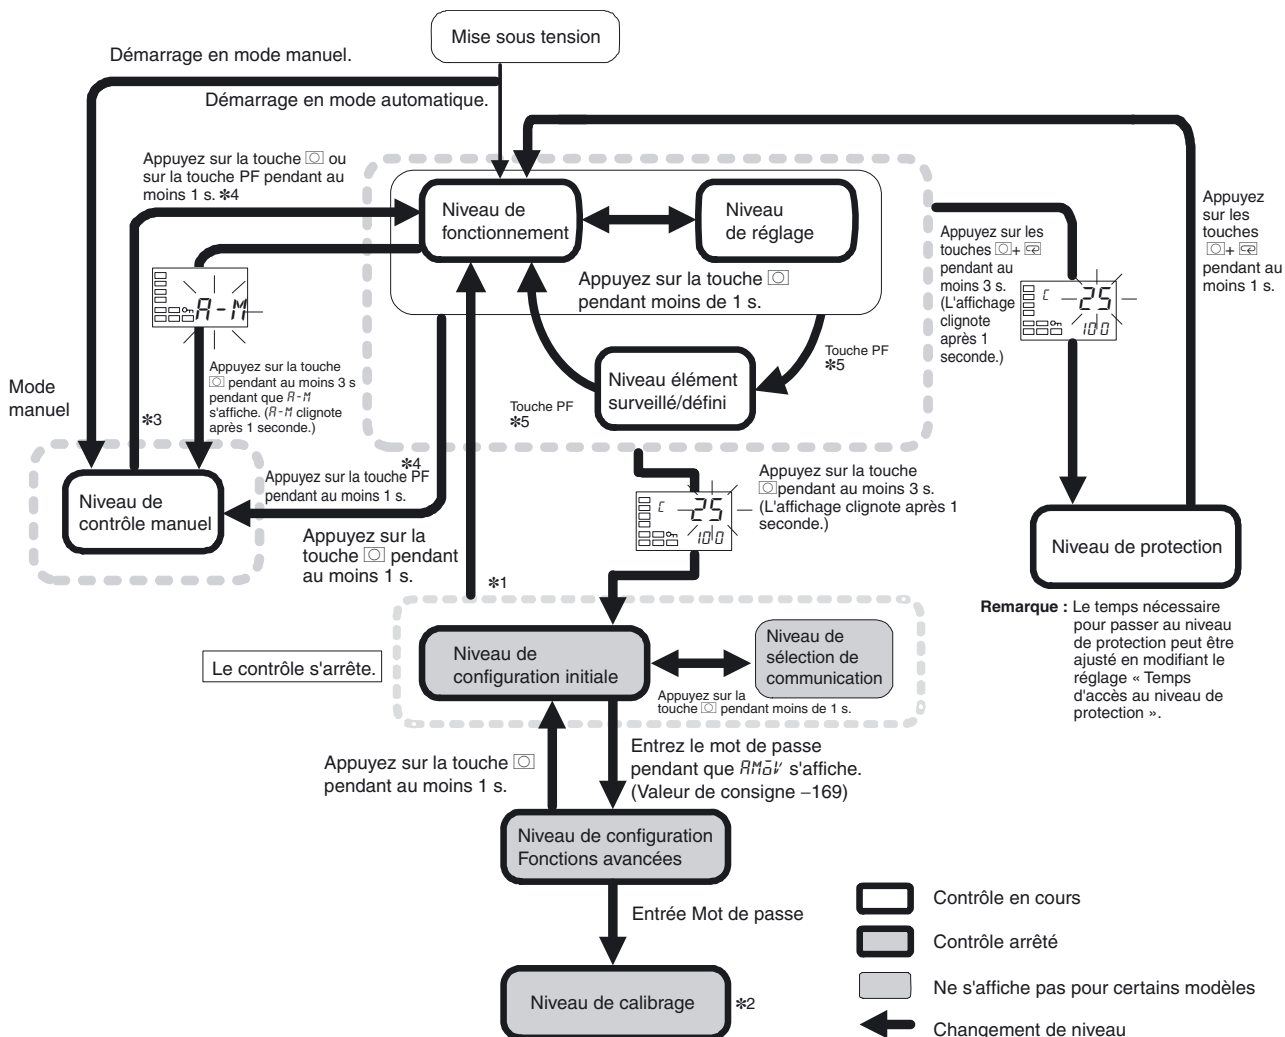 Mise sous tension
Démarrage en mode manuel.
Démarrage en mode automatique.
Appuyez sur la touche ou
sur la touche PF pendant au
moins 1 s. ✻4
Niveau de
fonctionnement
Niveau
de réglage
Appuyez sur la touche
pendant moins de 1 s.
Appuyez sur les
touches +
pendant au
moins 3 s.
(L'affichage
clignote
après 1
seconde.)
C 25
100
Appuyez
sur les
touches
+
pendant au
moins 1 s.
A-M
Appuyez sur la touche
pendant au moins 3 s
pendant que A-M
s'affiche. (A-M clignote
après 1 seconde.)
Mode
manuel
✻3
Niveau élément
surveillé/défini
Touche PF
✻5
Touche PF
✻5
✻4
Appuyez sur la touche PF
pendant au moins 1 s.
Niveau de
contrôle manuel
Appuyez sur la
touche pendant
au moins 1 s.
✻1
C 25
100
Appuyez sur la touche
pendant au moins 3 s.
(L'affichage clignote après 1
seconde.)
Niveau de protection
Remarque : Le temps nécessaire
pour passer au niveau
de protection peut être
ajusté en modifiant le
réglage « Temps
d'accès au niveau de
protection ».
Le contrôle s'arrête.
Niveau de
configuration initiale
Niveau de
sélection de
communication
Appuyez sur la
touche pendant moins de 1 s.
Appuyez sur la touche
pendant au moins 1 s.
Entrez le mot de passe
pendant que AMoV s'affiche.
(Valeur de consigne –169)
Niveau de configuration
Fonctions avancées
Entrée Mot de passe
Niveau de calibrage
✻2
Contrôle en cours
Contrôle arrêté
Ne s'affiche pas pour certains modèles
Changement de niveau